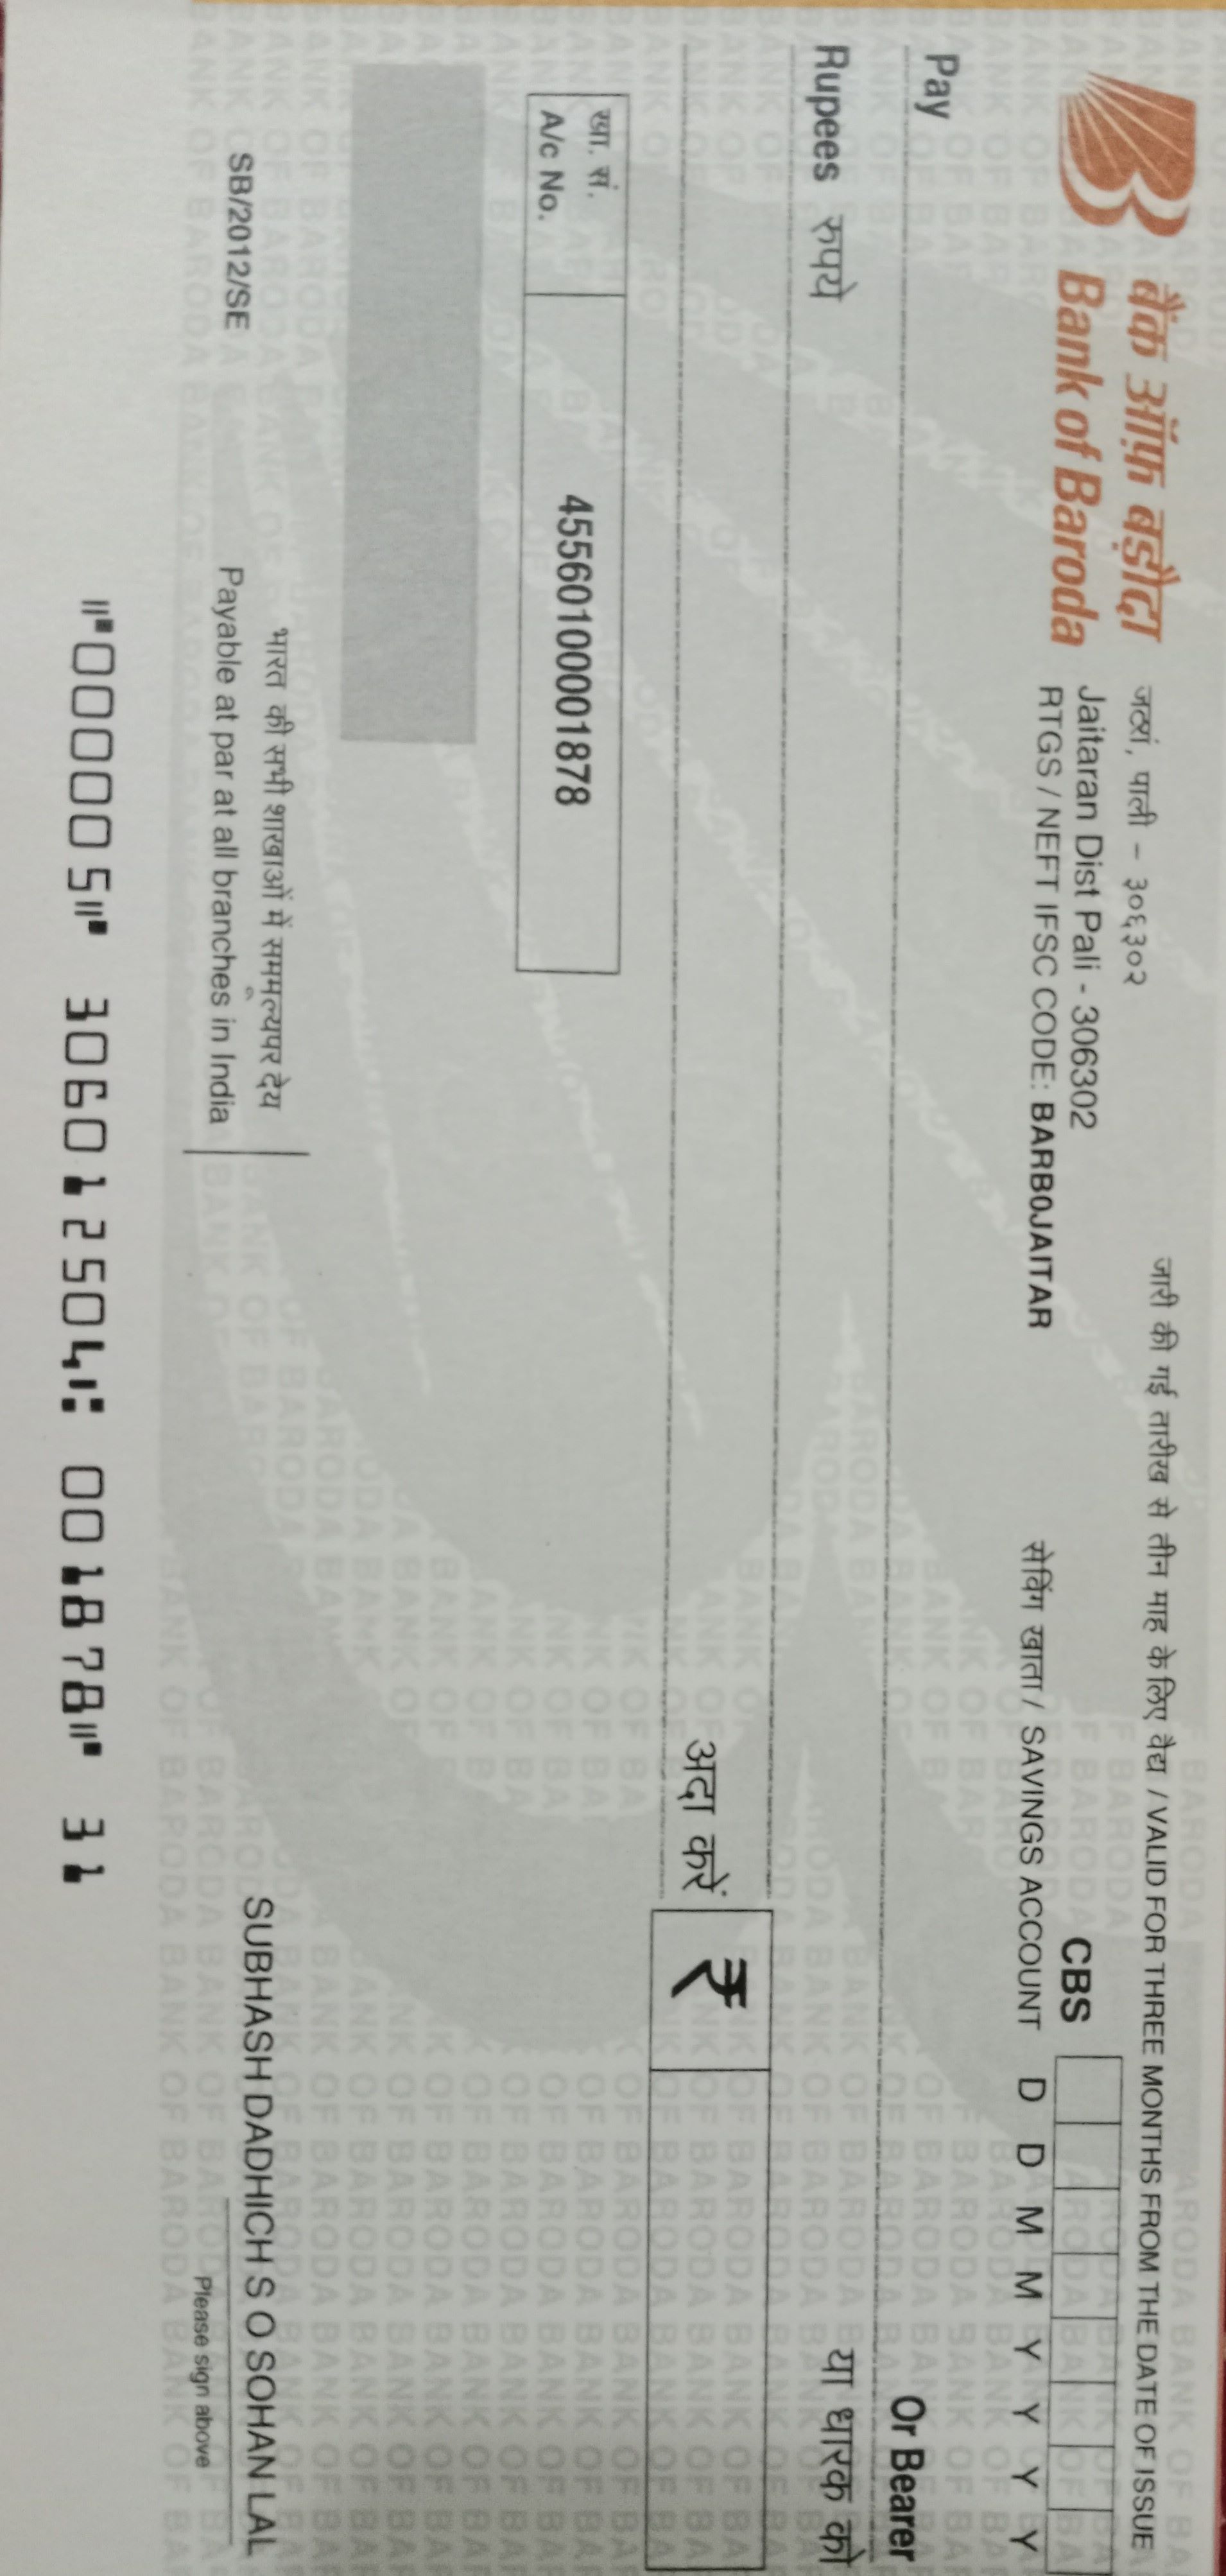 जारी की गई तारीख से तीन माह के लिए वैद्य / VALID FOR THREE MONTHS FROM THE DATE OF ISSUE
बैंक ऑफ़ बड़ौदा
Bank of Baroda
पाली - ३०६३०२
Jaitaran Dist Pali - 306302
RTGS / NEFT IFSC CODE: BARB0JAITAR
CBS
सेविंग खाता / SAVINGS ACCOUNT
D D M M Y Y Y Y
Pay
Or Bearer
या धारक को
Rupees रुपये
अदा करें
₹
खा. सं.
A/c No.
45560100001878
SB/2012/SE
भारत की सभी शाखाओं में सममूल्यपर देय
Payable at par at all branches in India
SUBHASH DADHICH S O SOHAN LAL
Please sign above
⑈000005⑈ 306012504⑆ 001878⑈ 31